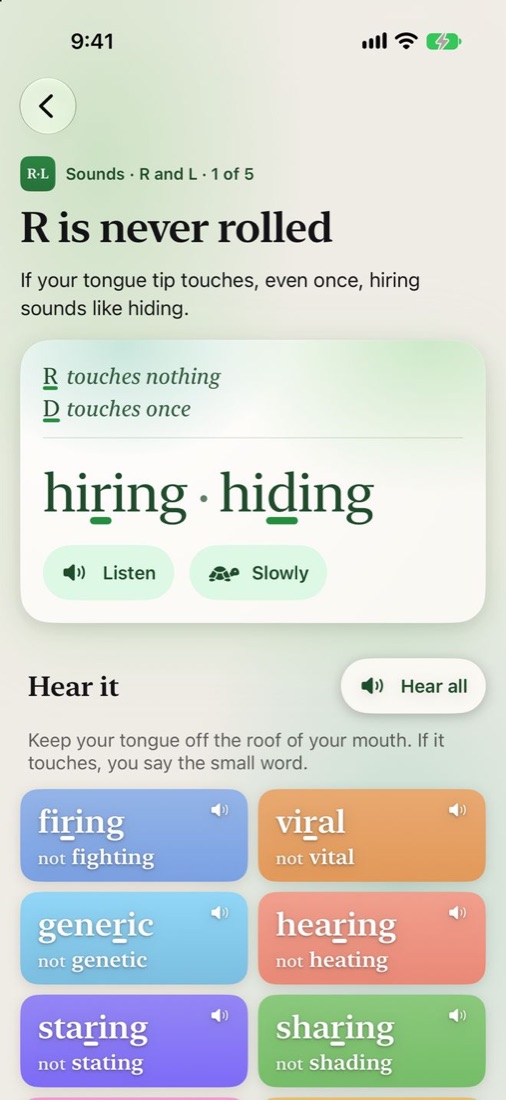 9:41
R·L Sounds · R and L · 1 of 5
R is never rolled
If your tongue tip touches, even once, hiring
sounds like hiding.
R touches nothing
D touches once
hiring · hiding
Listen
Slowly
Hear it
Hear all
Keep your tongue off the roof of your mouth. If it
touches, you say the small word.
firing
not fighting
viral
not vital
generic
not genetic
hearing
not heating
staring
not stating
sharing
not shading